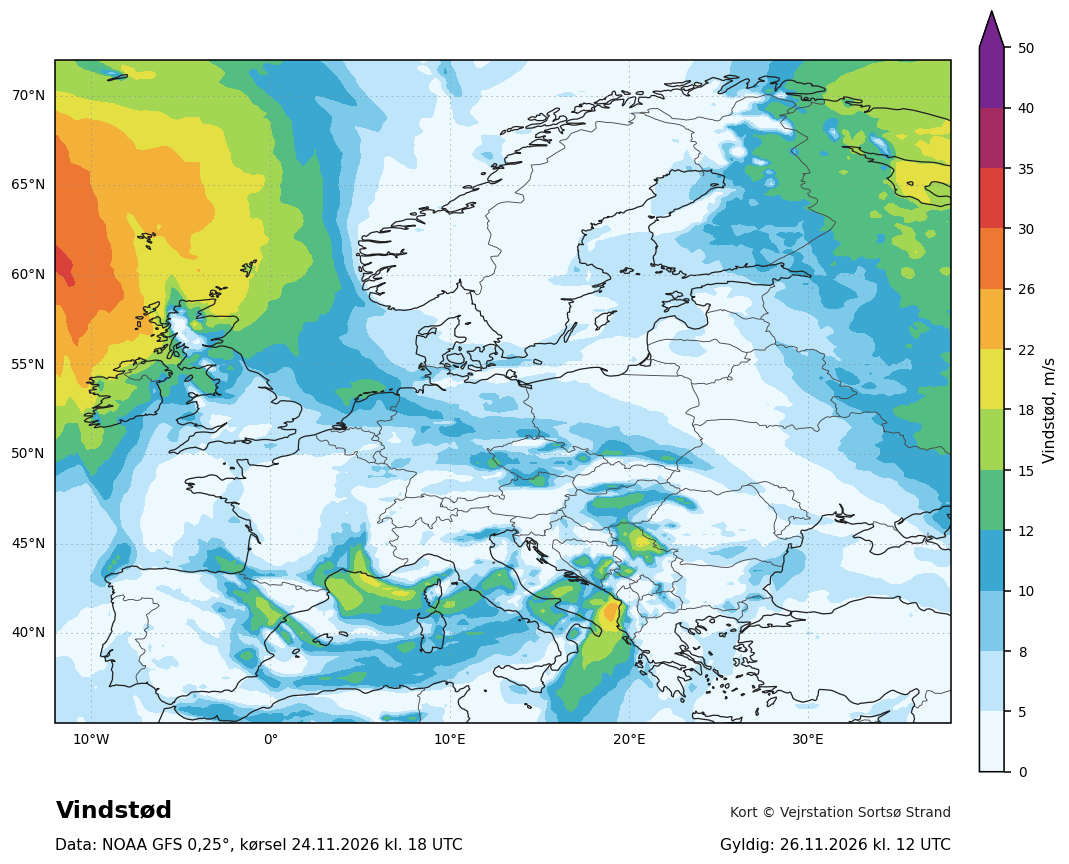 50
40
35
30
26
22
18
15
12
10
8
5
0
Vindstød, m/s
70°N
65°N
60°N
55°N
50°N
45°N
40°N
10°W 0° 10°E 20°E 30°E
Vindstød
Kort © Vejrstation Sortsø Strand
Data: NOAA GFS 0,25°, kørsel 24.11.2026 kl. 18 UTC
Gyldig: 26.11.2026 kl. 12 UTC